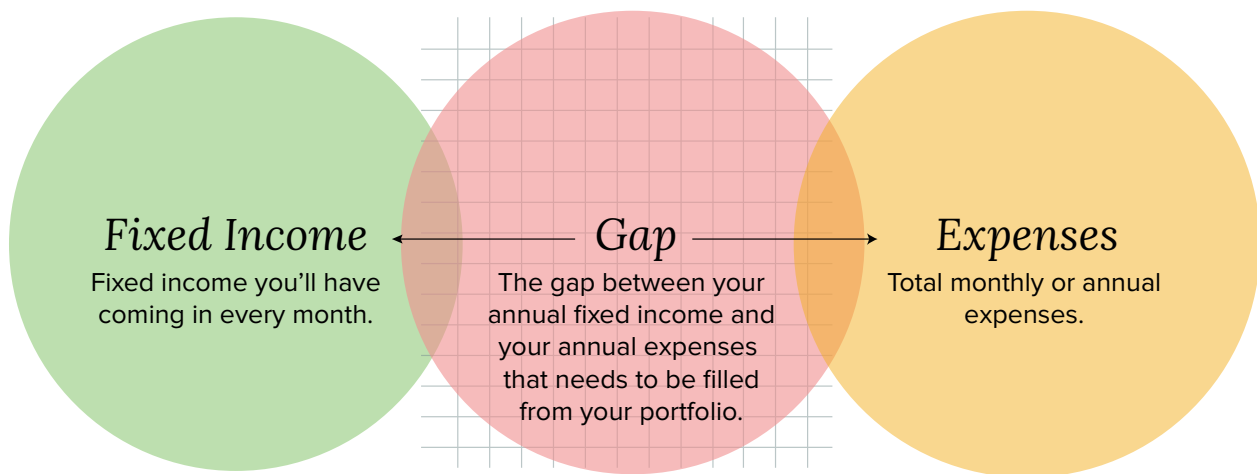 Fixed Income
Fixed income you'll have
coming in every month.
Gap
The gap between your
annual fixed income and
your annual expenses
that needs to be filled
from your portfolio.
Expenses
Total monthly or annual
expenses.